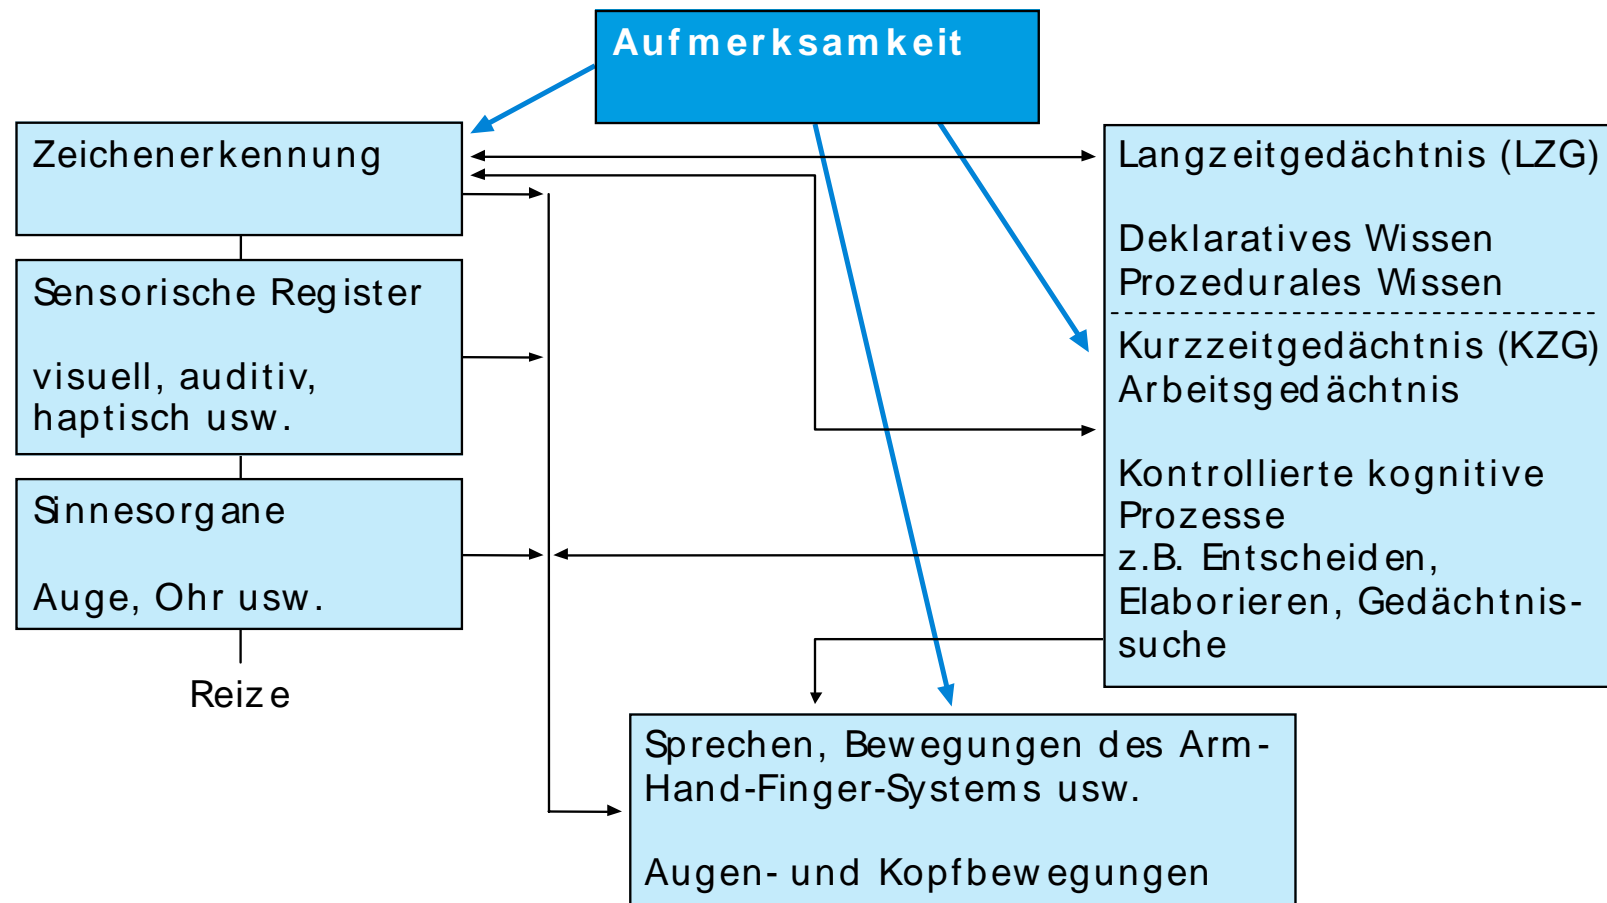 Aufmerksamkeit
Zeichenerkennung
Sensorische Register
visuell, auditiv,
haptisch usw.
Sinnesorgane
Auge, Ohr usw.
Reize
Langzeitgedächtnis (LZG)
Deklaratives Wissen
Prozedurales Wissen
Kurzzeitgedächtnis (KZG)
Arbeitsgedächtnis
Kontrollierte kognitive
Prozesse
z.B. Entscheiden,
Elaborieren, Gedächtnis-
suche
Sprechen, Bewegungen des Arm-
Hand-Finger-Systems usw.
Augen- und Kopfbewegungen